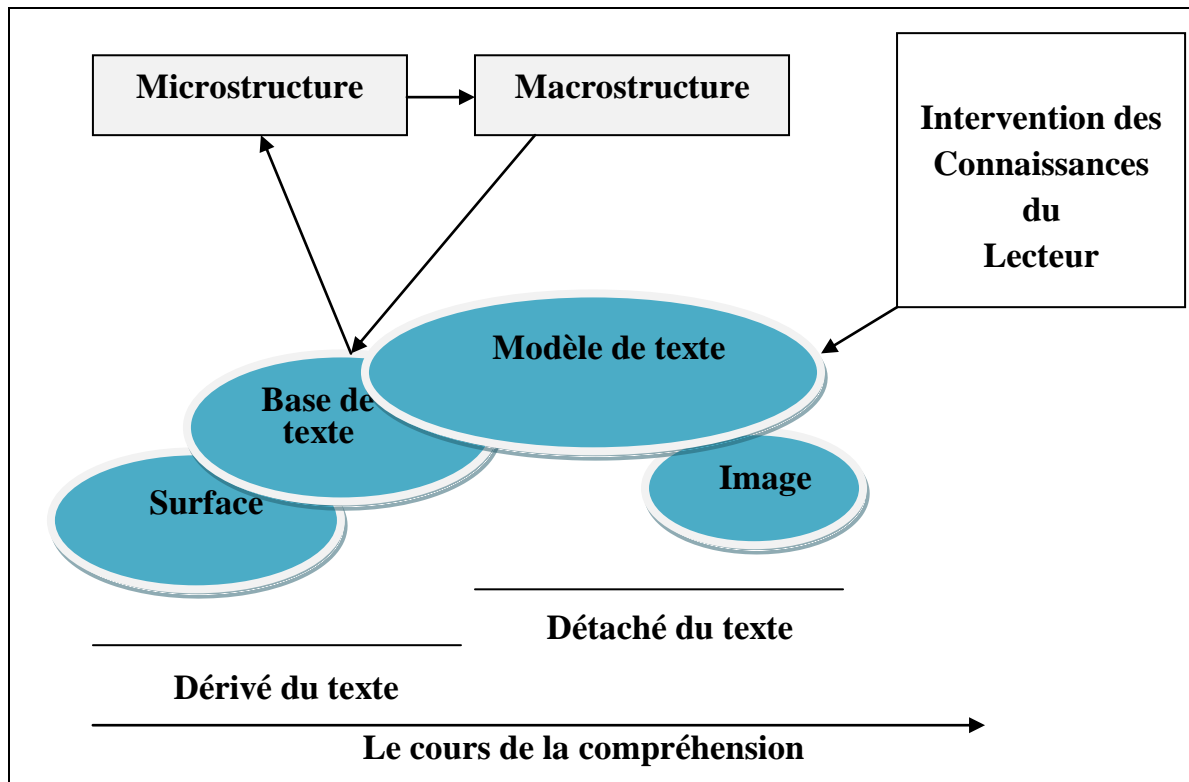 Microstructure
Macrostructure
Intervention des
Connaissances
du
Lecteur
Modèle de texte
Base de
texte
Surface
Image
Détaché du texte
Dérivé du texte
Le cours de la compréhension